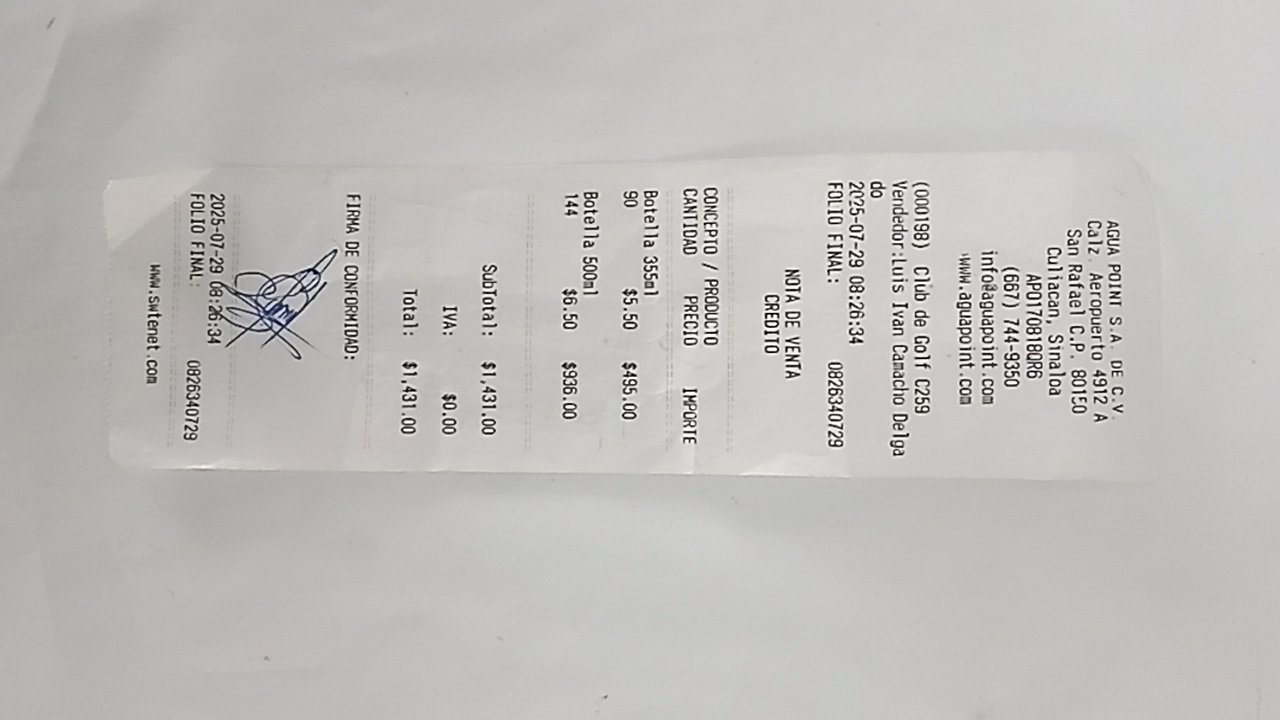 AGUA POINT S.A. DE C.V.
Calz. Aeropuerto 4912 A
San Rafael C.P. 80150
Culiacan, Sinaloa
APO170818QR6
(667) 744-9350
info@aguapoint.com
www.aguapoint.com
(000198) Club de Golf C259
Vendedor:Luis Ivan Camacho Delga
do
2025-07-29 08:26:34
FOLIO FINAL: 0826340729
NOTA DE VENTA
CREDITO
CONCEPTO / PRODUCTO
CANTIDAD PRECIO IMPORTE
Botella 355ml
90 $5.50 $495.00
Botella 500ml
144 $6.50 $936.00
SubTotal: $1,431.00
IVA: $0.00
Total: $1,431.00
FIRMA DE CONFORMIDAD:
2025-07-29 08:26:34
FOLIO FINAL: 0826340729
www.swtenet.com